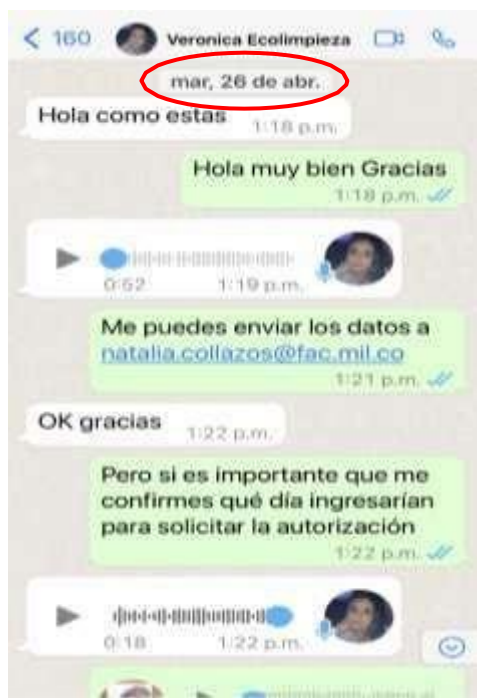 160 Veronica Ecolimpieza
mar, 26 de abr.
Hola como estas
1:18 p.m.
Hola muy bien Gracias
1:18 p.m.
0:52 1:19 p.m.
Me puedes enviar los datos a
natalia.collazos@fac.mil.co
1:21 p.m.
OK gracias
1:22 p.m.
Pero si es importante que me
confirmes qué día ingresarían
para solicitar la autorización
1:22 p.m.
0:18 1:22 p.m.